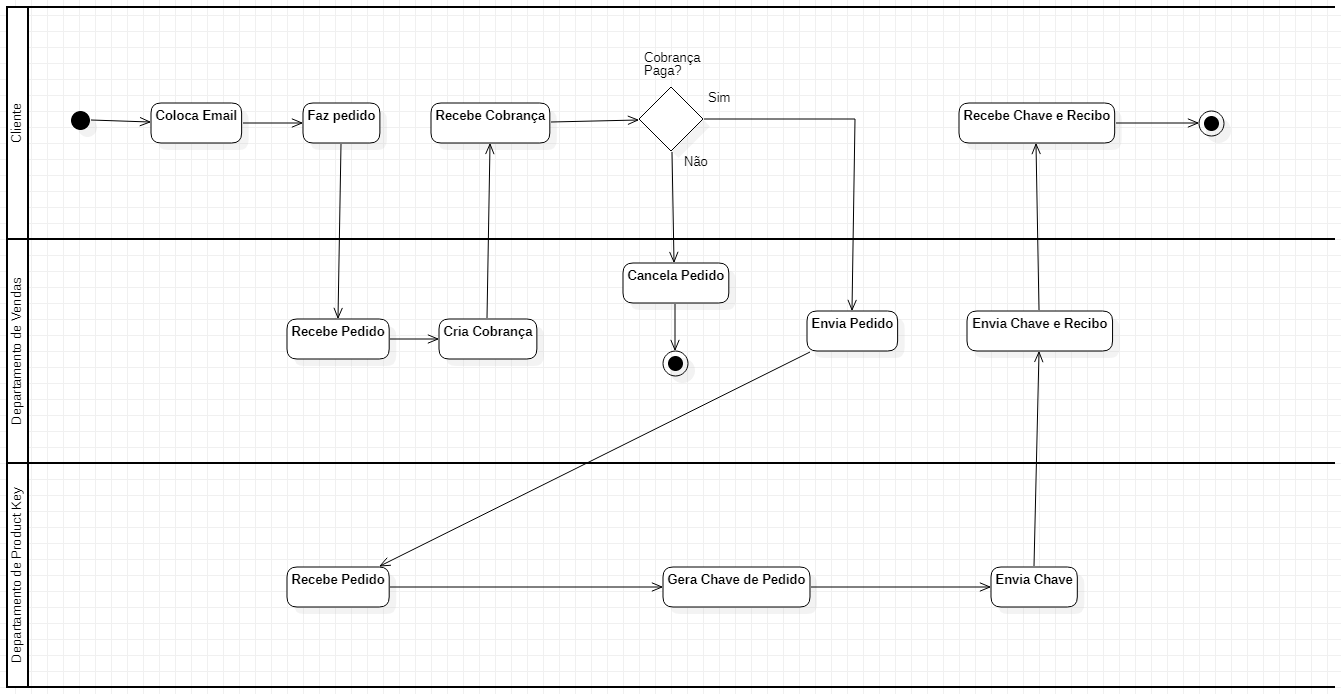 Cliente
Cobrança
Paga?
Sim
Coloca Email
Faz pedido
Recebe Cobrança
Recebe Chave e Recibo
Não
Departamento de Vendas
Cancela Pedido
Recebe Pedido
Cria Cobrança
Envia Pedido
Envia Chave e Recibo
Departamento de Product Key
Recebe Pedido
Gera Chave de Pedido
Envia Chave